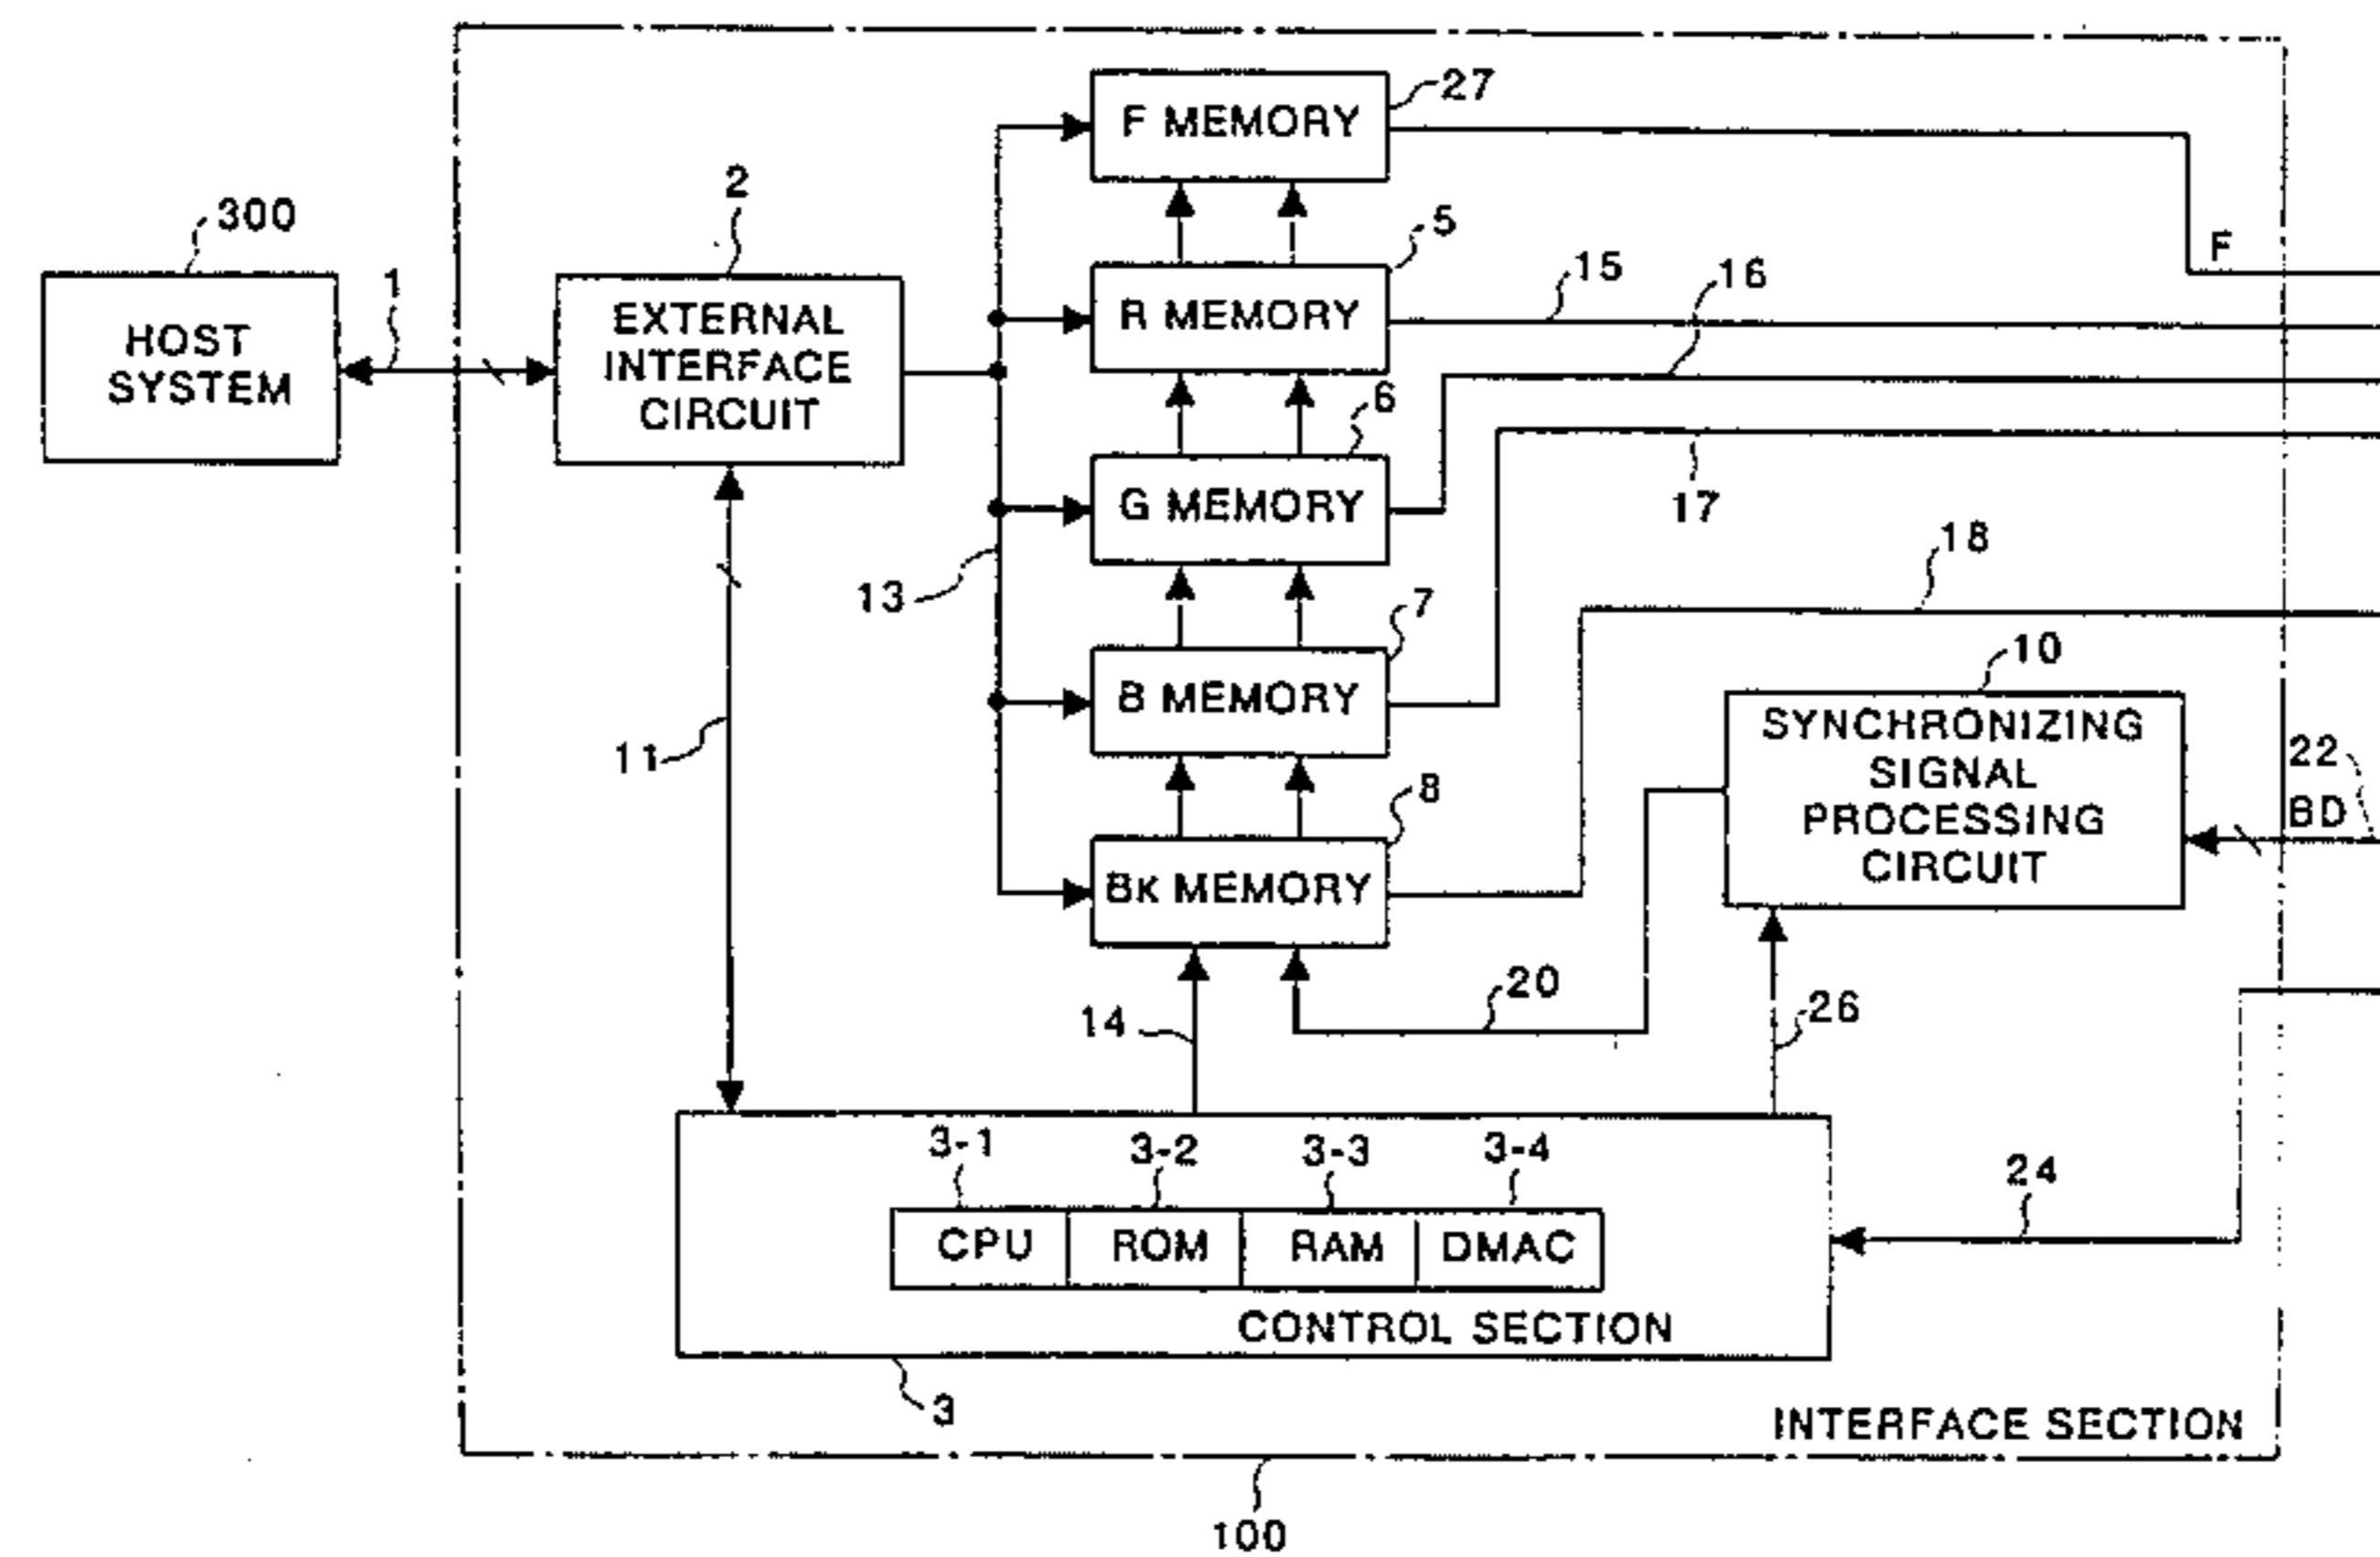 27
F MEMORY
2
300
5
F
1
15
16
HOST
SYSTEM
EXTERNAL
INTERFACE
CIRCUIT
R MEMORY
6
G MEMORY
17
18
13
7
10
B MEMORY
SYNCHRONIZING
SIGNAL
PROCESSING
CIRCUIT
11
22
BD
8
BK MEMORY
14
20
26
3-1
3-2
3-3
3-4
24
CPU
ROM
RAM
DMAC
CONTROL SECTION
3
INTERFACE SECTION
100